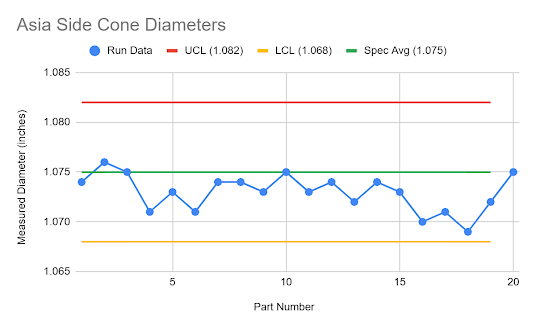 Asia Side Cone Diameters
Run Data UCL (1.082) LCL (1.068) Spec Avg (1.075)
1.085
1.080
1.075
1.070
1.065
Measured Diameter (inches)
5 10 15 20
Part Number